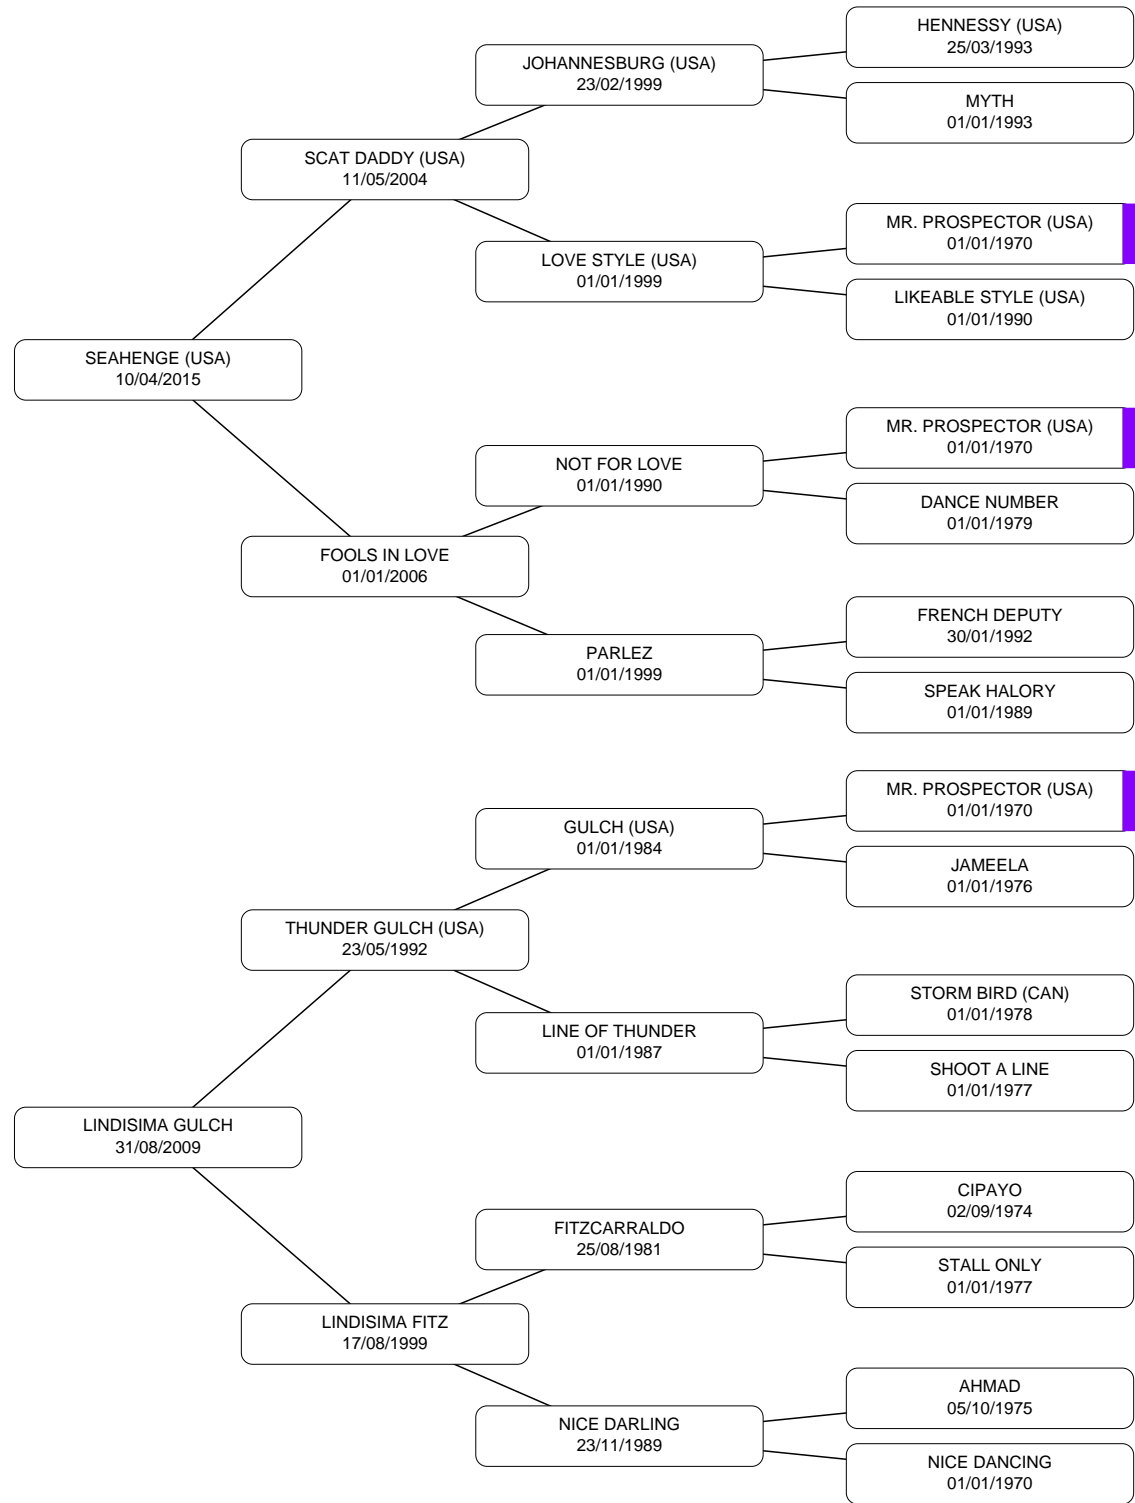 HENNESSY (USA)
25/03/1993
JOHANNESBURG (USA)
23/02/1999
MYTH
01/01/1993
SCAT DADDY (USA)
11/05/2004
MR. PROSPECTOR (USA)
01/01/1970
LOVE STYLE (USA)
01/01/1999
LIKEABLE STYLE (USA)
01/01/1990
SEAHENGE (USA)
10/04/2015
MR. PROSPECTOR (USA)
01/01/1970
NOT FOR LOVE
01/01/1990
DANCE NUMBER
01/01/1979
FOOLS IN LOVE
01/01/2006
FRENCH DEPUTY
30/01/1992
PARLEZ
01/01/1999
SPEAK HALORY
01/01/1989
MR. PROSPECTOR (USA)
01/01/1970
GULCH (USA)
01/01/1984
JAMEELA
01/01/1976
THUNDER GULCH (USA)
23/05/1992
STORM BIRD (CAN)
01/01/1978
LINE OF THUNDER
01/01/1987
SHOOT A LINE
01/01/1977
LINDISIMA GULCH
31/08/2009
CIPAYO
02/09/1974
FITZCARRALDO
25/08/1981
STALL ONLY
01/01/1977
LINDISIMA FITZ
17/08/1999
AHMAD
05/10/1975
NICE DARLING
23/11/1989
NICE DANCING
01/01/1970